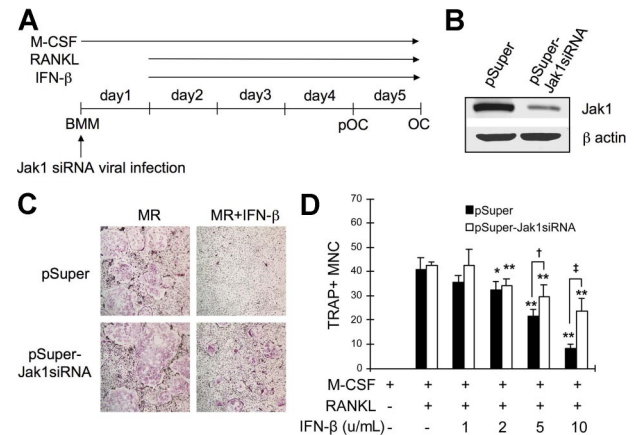 A
M-CSF
RANKL
IFN-β
day1 day2 day3 day4 day5
BMM pOC OC
Jak1 siRNA viral infection
B
pSuper
pSuper-
Jak1siRNA
Jak1
β actin
C
MR MR+IFN-β
pSuper
pSuper-
Jak1siRNA
D
pSuper
pSuper-Jak1siRNA
TRAP+ MNC
70
60
50
40
30
20
10
0
* ** ** † ** ** ‡ **
M-CSF + + + + + +
RANKL - + + + + +
IFN-β (u/mL) - - 1 2 5 10